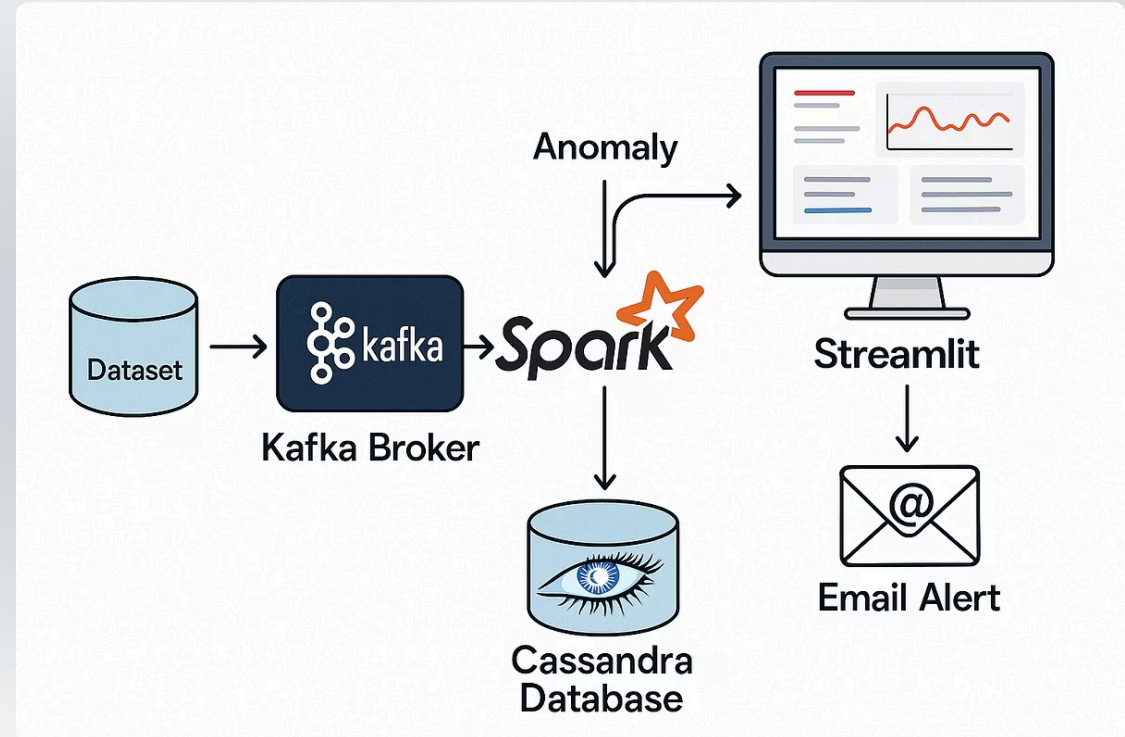 Anomaly
Dataset
kafka
Spark
Kafka Broker
Streamlit
@
Email Alert
Cassandra
Database